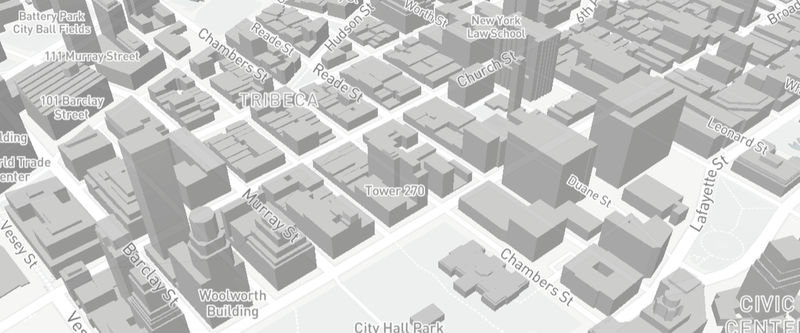 Battery Park
City Ball Fields
111 Murray Street
101 Barclay
Street
Chambers St
Reade St
Hudson St
Worth St
New York
Law School
6th
Broad
Reade St
Church St
TRIBECA
Leonard St
Tower 270
Duane St
Lafayette St
Murray St
Vesey St
Barclay St
Woolworth
Building
Chambers St
City Hall Park
CIVIC
CENTER